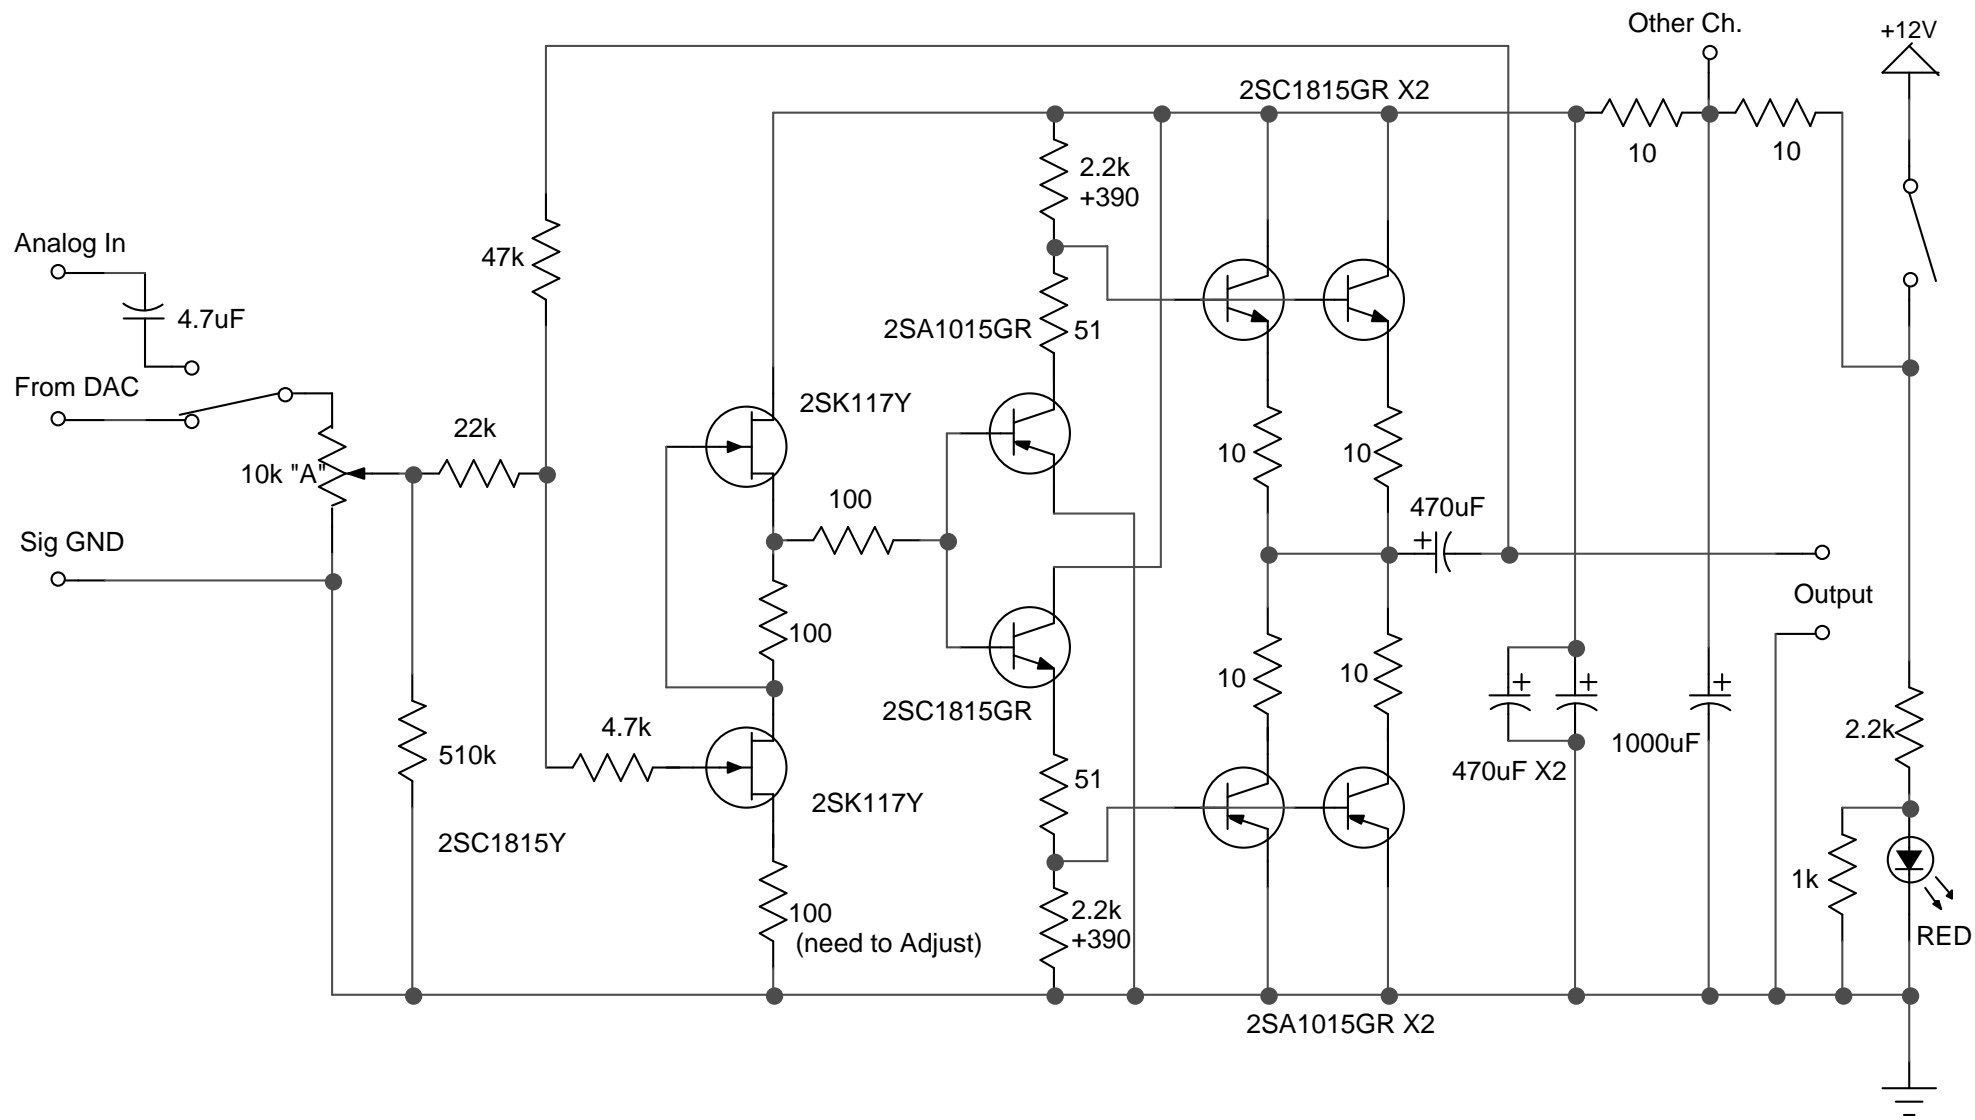 Other Ch.
+12V
2SC1815GR X2
10
10
2.2k
+390
Analog In
47k
4.7uF
2SA1015GR
51
From DAC
2SK117Y
22k
10k "A"
10
10
100
470uF
+
Sig GND
Output
100
10
10
+
+
+
2SC1815GR
4.7k
510k
2.2k
1000uF
470uF X2
51
2SK117Y
2SC1815Y
1k
100
(need to Adjust)
2.2k
+390
RED
2SA1015GR X2